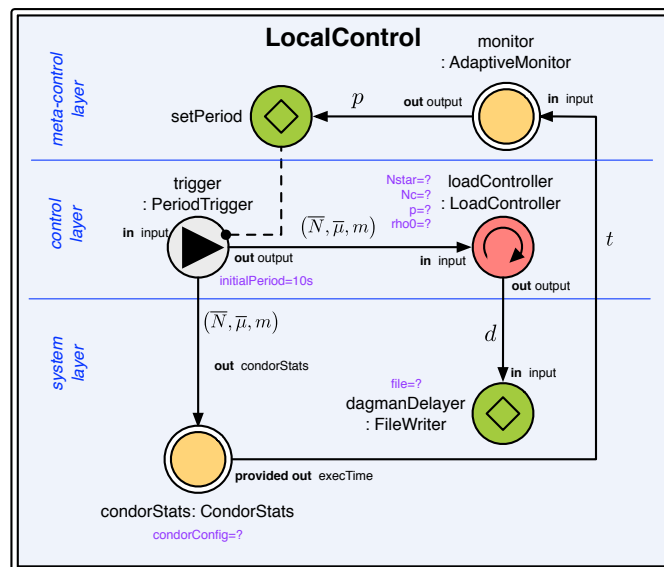 LocalControl
meta-control
layer
monitor
: AdaptiveMonitor
setPeriod
p
out output
in input
control
layer
trigger
: PeriodTrigger
in input
out output
initialPeriod=10s
(N̅, μ̅, m)
Nstar=?
Nc=?
p=?
rho0=?
loadController
: LoadController
in input
out output
t
system
layer
(N̅, μ̅, m)
out condorStats
d
in input
file=?
dagmanDelayer
: FileWriter
provided out execTime
condorStats: CondorStats
condorConfig=?